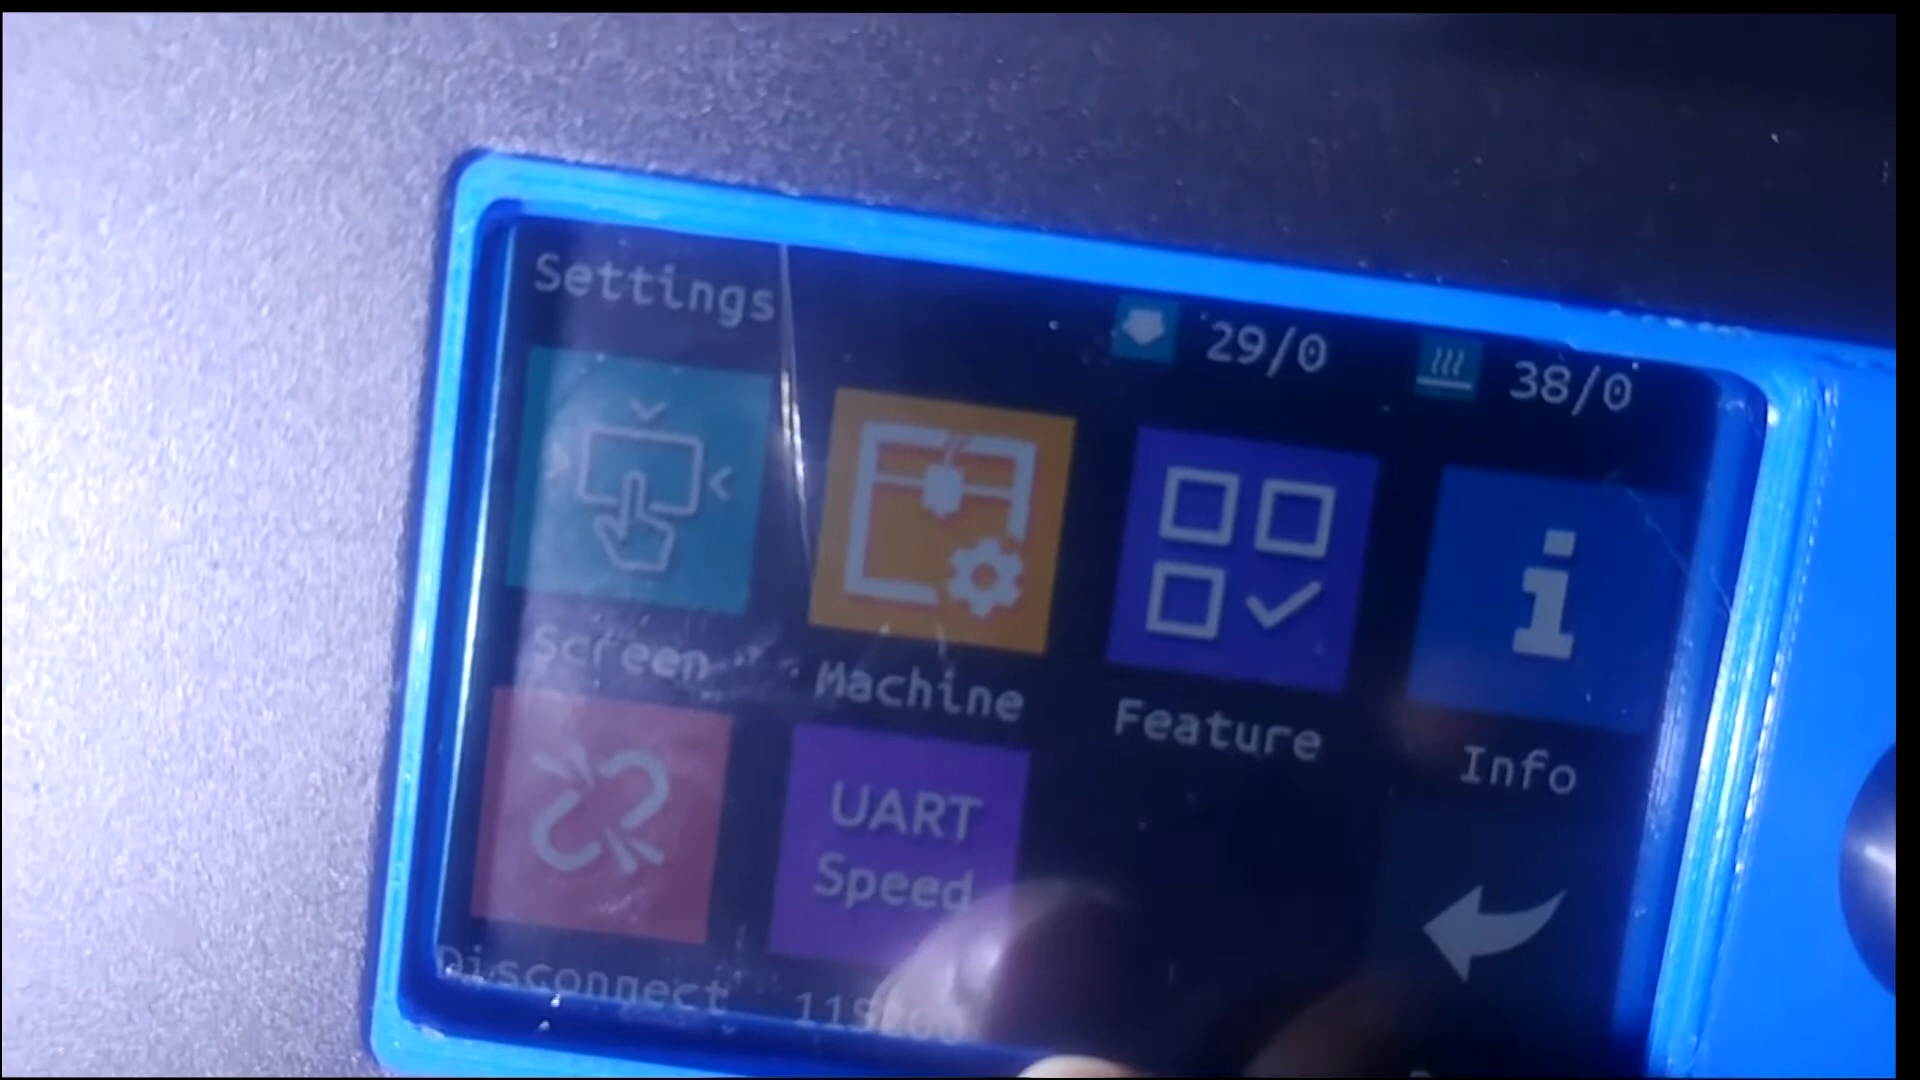 Settings
29/0
38/0
Screen
Machine
Feature
Info
UART
Speed
Disconnect